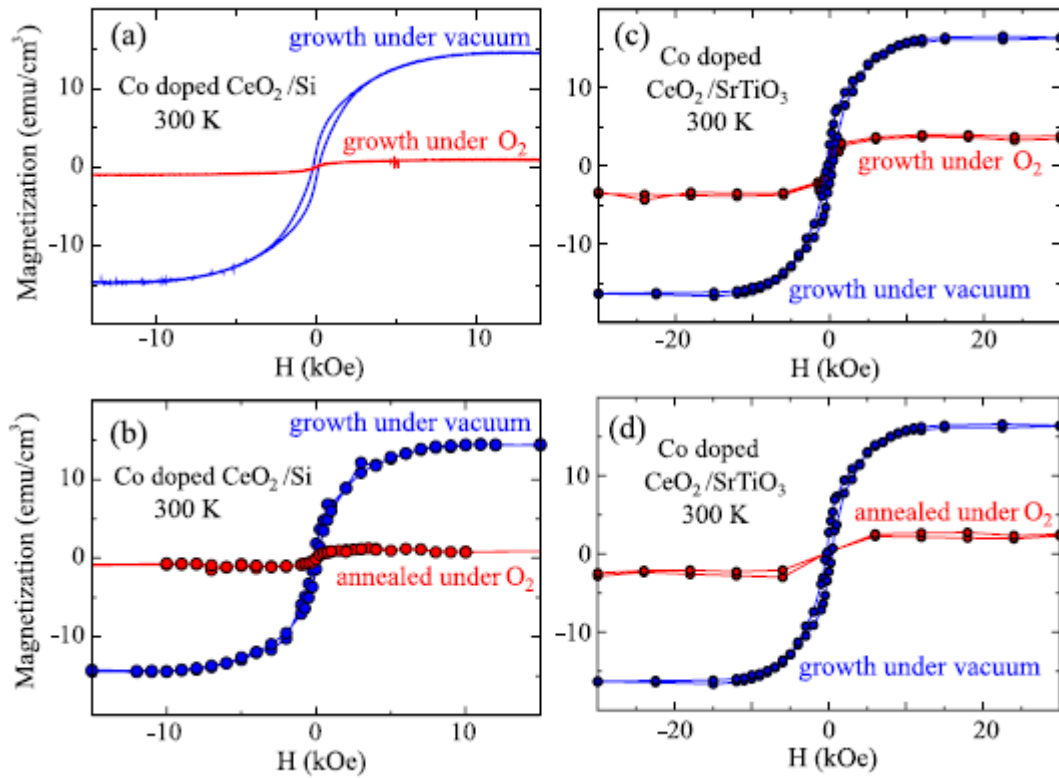 (a)
growth under vacuum
Co doped CeO₂/Si
300 K
growth under O₂
10
0
-10
Magnetization (emu/cm³)
-10
0
10
H (kOe)
(c)
Co doped
CeO₂/SrTiO₃
300 K
growth under O₂
growth under vacuum
10
0
-10
-20
0
20
H (kOe)
(b)
growth under vacuum
Co doped CeO₂/Si
300 K
annealed under O₂
10
0
-10
Magnetization (emu/cm³)
-10
0
10
H (kOe)
(d)
Co doped
CeO₂/SrTiO₃
300 K
annealed under O₂
growth under vacuum
10
0
-10
-20
0
20
H (kOe)